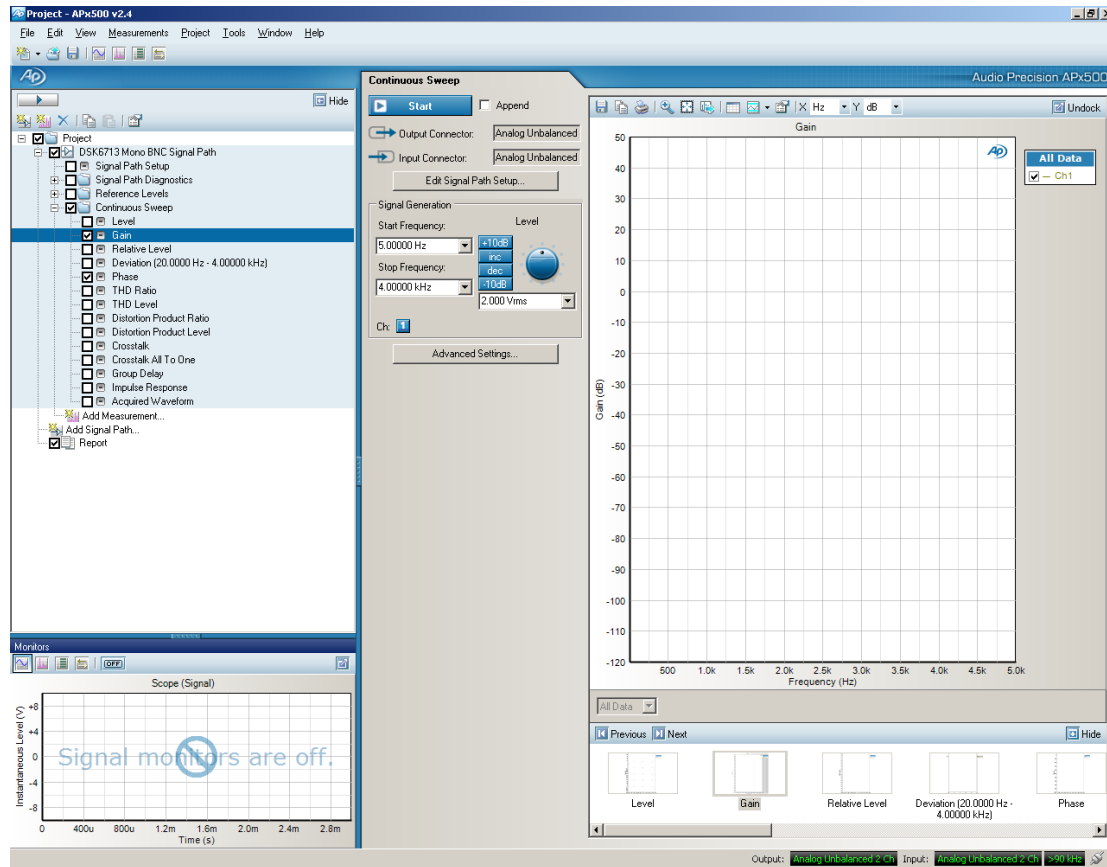 Project - APx500 v2.4
File Edit View Measurements Project Tools Window Help
AP
Audio Precision APx500
Hide
Project
DSK6713 Mono BNC Signal Path
Signal Path Setup
Signal Path Diagnostics
Reference Levels
Continuous Sweep
Level
Gain
Relative Level
Deviation (20.0000 Hz - 4.00000 kHz)
Phase
THD Ratio
THD Level
Distortion Product Ratio
Distortion Product Level
Crosstalk
Crosstalk All To One
Group Delay
Impulse Response
Acquired Waveform
Add Measurement...
Add Signal Path...
Report
Monitors
OFF
Scope (Signal)
Instantaneous Level (V)
+8
+4
0
-4
-8
Signal monitors are off.
0 400u 800u 1.2m 1.6m 2.0m 2.4m 2.8m
Time (s)
Continuous Sweep
Start Append
Output Connector: Analog Unbalanced
Input Connector: Analog Unbalanced
Edit Signal Path Setup...
Signal Generation
Start Frequency: Level
5.00000 Hz
+10dB
inc
Stop Frequency:
dec
-10dB
4.00000 kHz
2.000 Vrms
Ch: 1
Advanced Settings...
X Hz Y dB Undock
Gain
AP
All Data
Ch1
Gain (dB)
50
40
30
20
10
0
-10
-20
-30
-40
-50
-60
-70
-80
-90
-100
-110
-120
500 1.0k 1.5k 2.0k 2.5k 3.0k 3.5k 4.0k 4.5k 5.0k
Frequency (Hz)
All Data
Previous Next Hide
Level
Gain
Relative Level
Deviation (20.0000 Hz -
4.00000 kHz)
Phase
Output: Analog Unbalanced 2 Ch Input: Analog Unbalanced 2 Ch >90 kHz